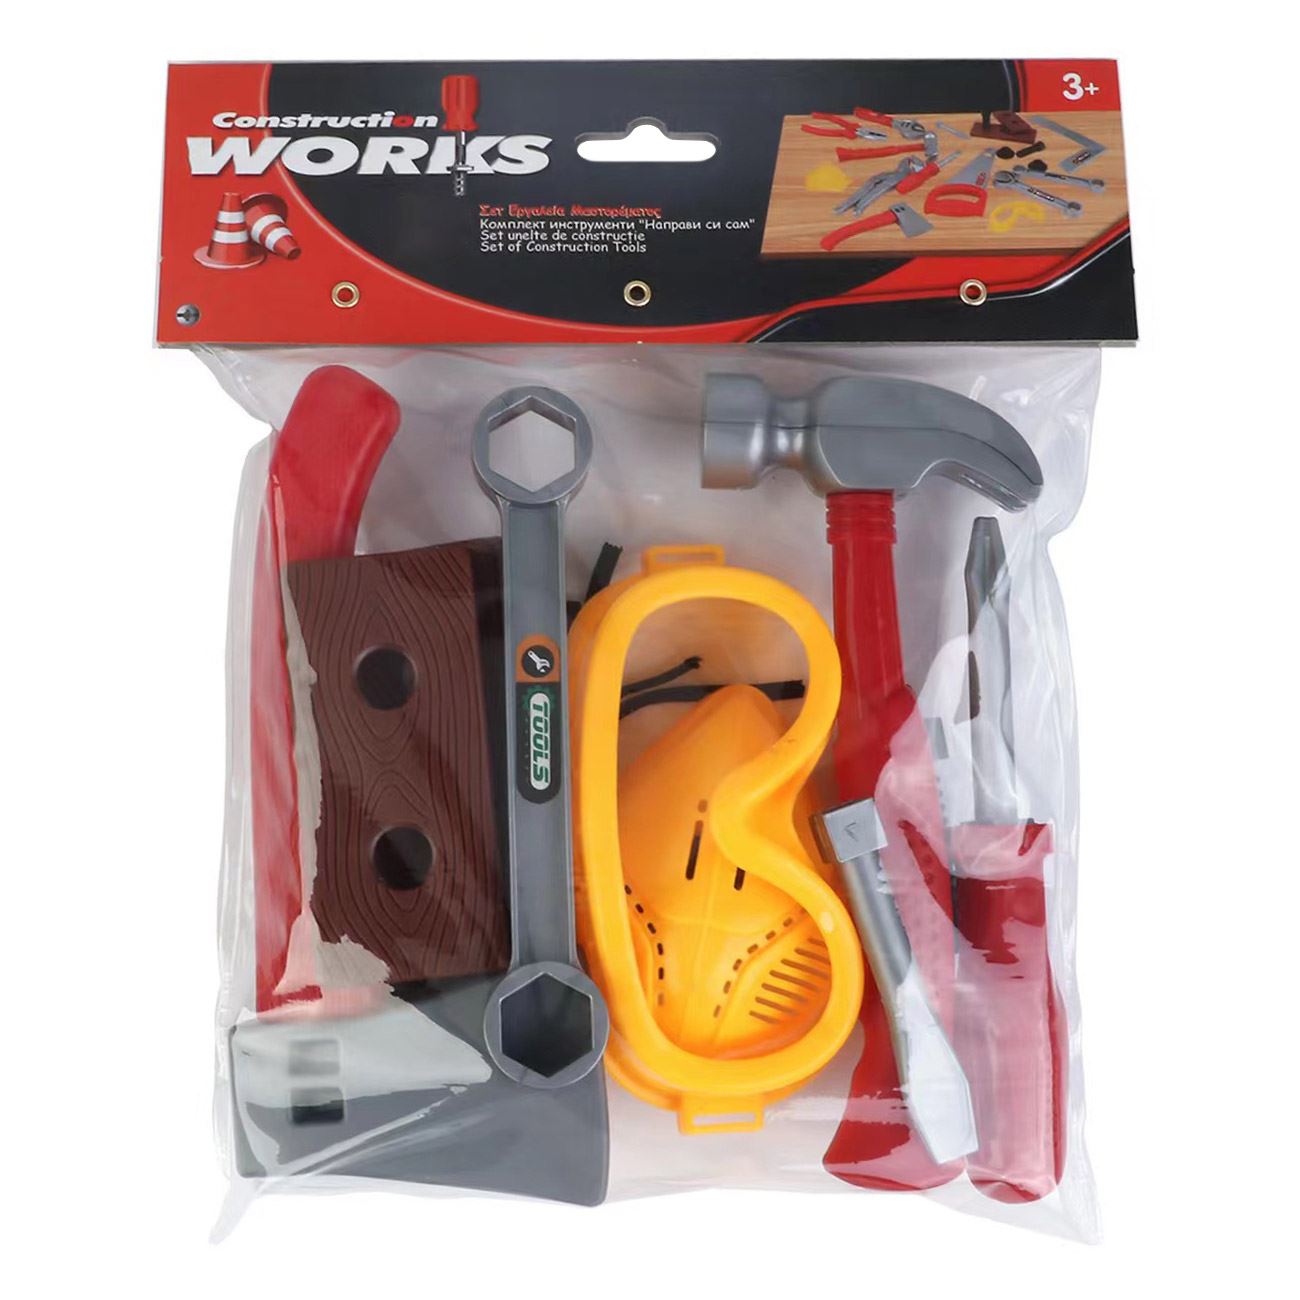 3+
Construction
WORKS
Σετ Εργαλεία Μαστορέματος
Комплект инструменти "Направи си сам"
Set unelte de constructie
Set of Construction Tools
TOOLS